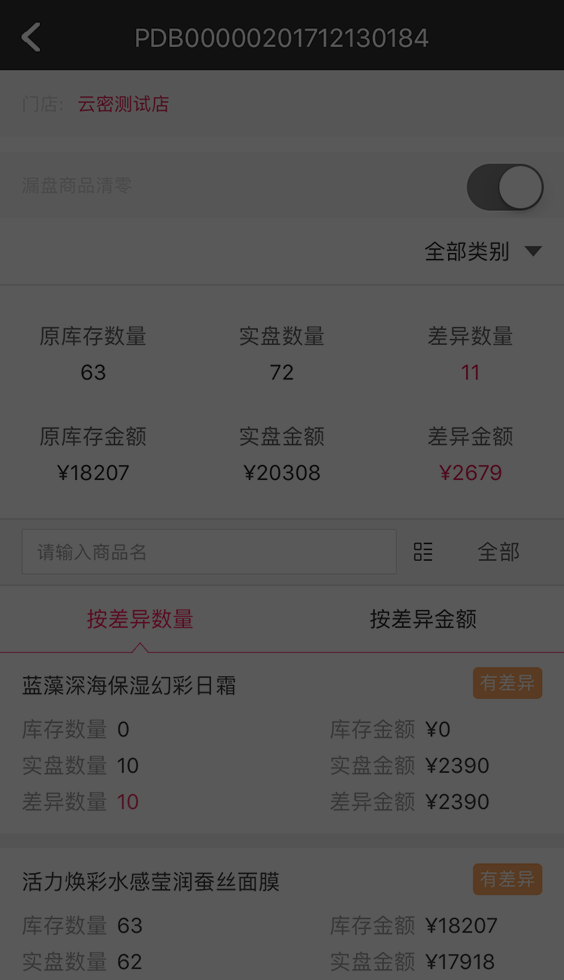 PDB00000201712130184
门店: 云密测试店
漏盘商品清零
全部类别
原库存数量 实盘数量 差异数量
63 72 11
原库存金额 实盘金额 差异金额
¥18207 ¥20308 ¥2679
请输入商品名 全部
按差异数量 按差异金额
蓝藻深海保湿幻彩日霜 有差异
库存数量 0 库存金额 ¥0
实盘数量 10 实盘金额 ¥2390
差异数量 10 差异金额 ¥2390
活力焕彩水感莹润蚕丝面膜 有差异
库存数量 63 库存金额 ¥18207
实盘数量 62 实盘金额 ¥17918